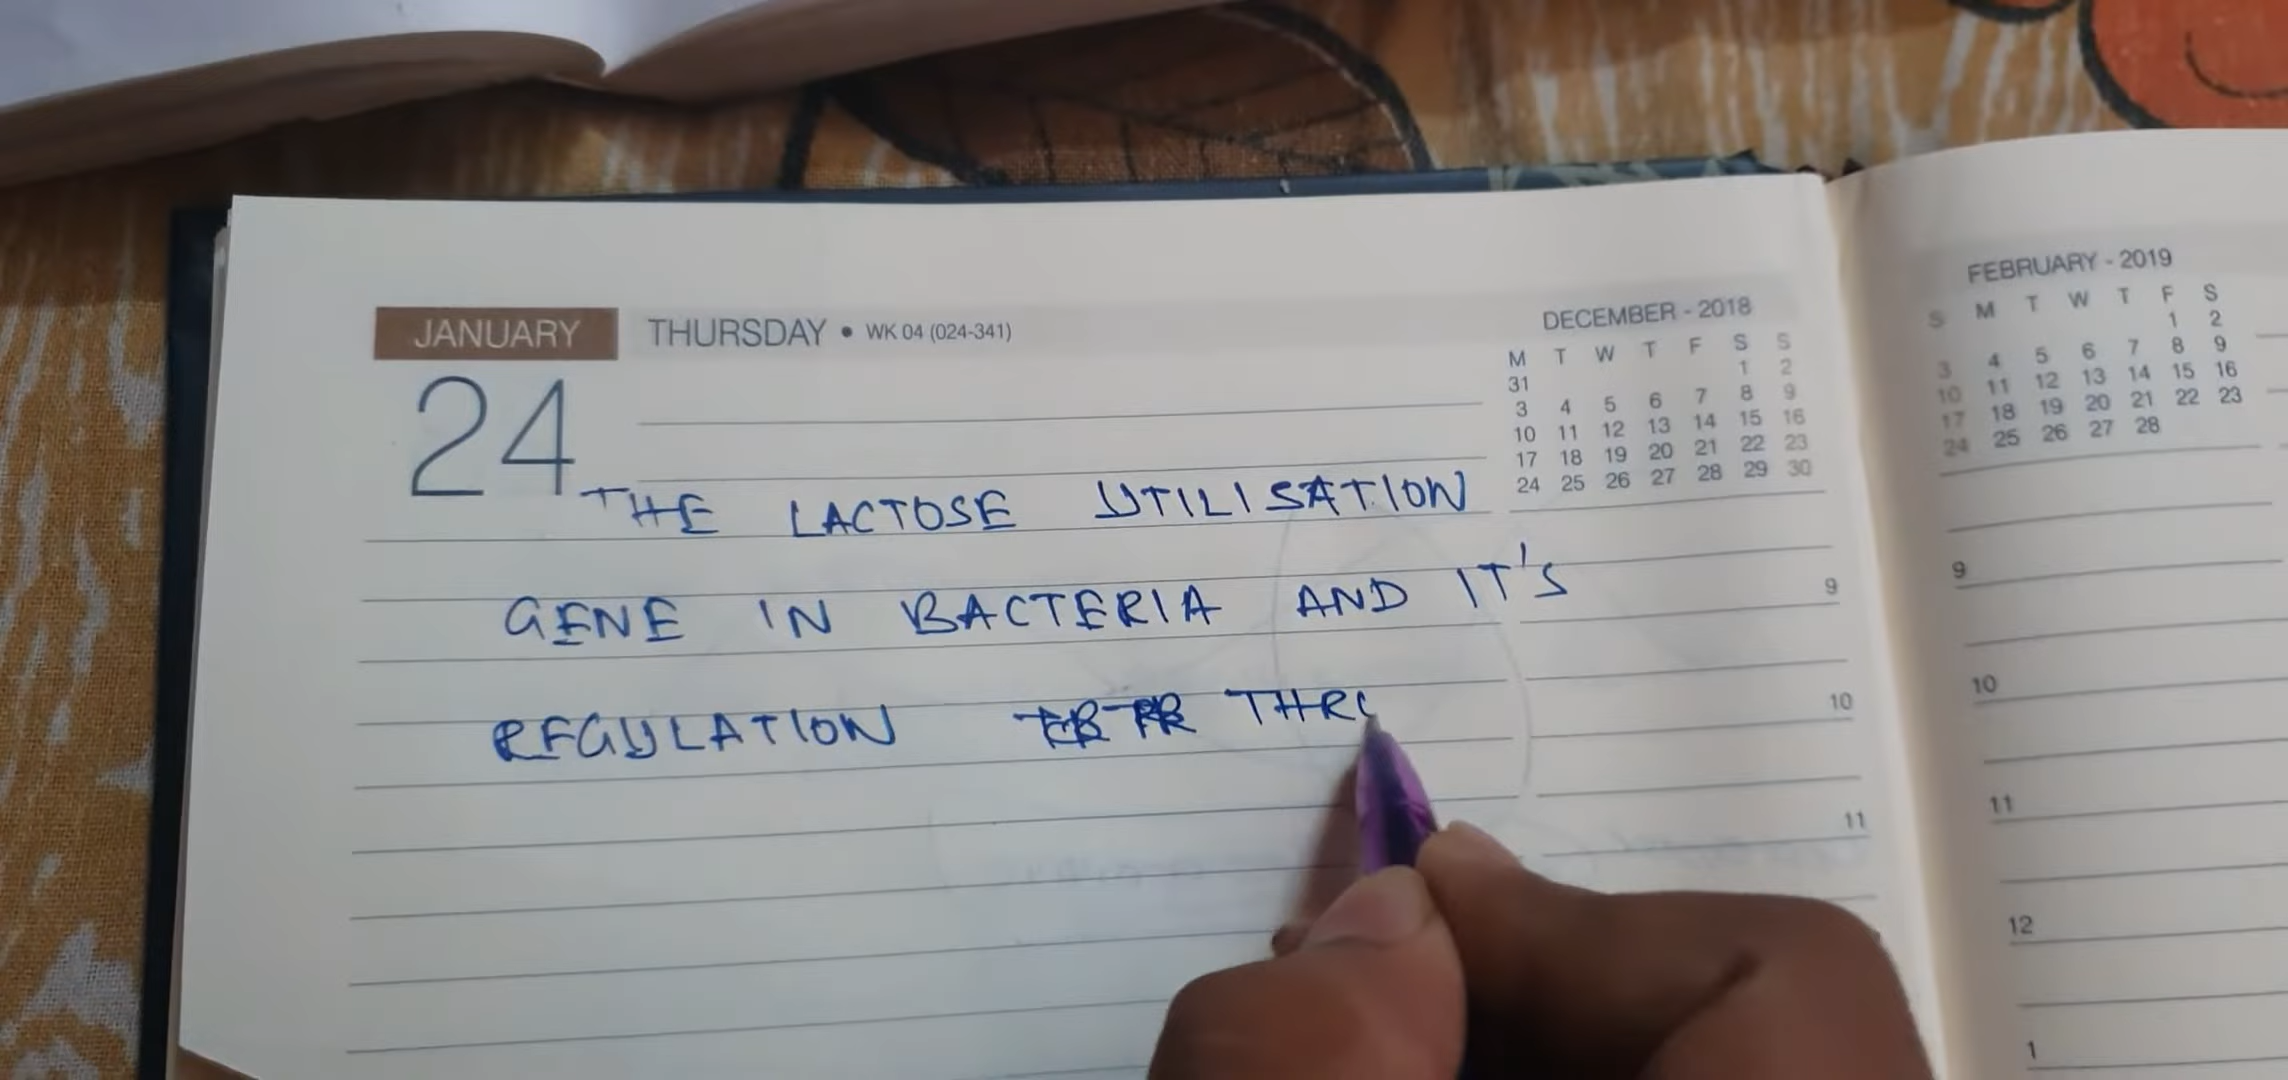 JANUARY THURSDAY • WK 04 (024-341)
24
DECEMBER - 2018
M T W T F S S
31 1 2
3 4 5 6 7 8 9
10 11 12 13 14 15 16
17 18 19 20 21 22 23
24 25 26 27 28 29 30
THE LACTOSE UTILISATION
GENE IN BACTERIA AND IT'S
REGULATION THRO
9
10
11
FEBRUARY - 2019
S M T W T F S
1 2
3 4 5 6 7 8 9
10 11 12 13 14 15 16
17 18 19 20 21 22 23
24 25 26 27 28
9
10
11
12
1